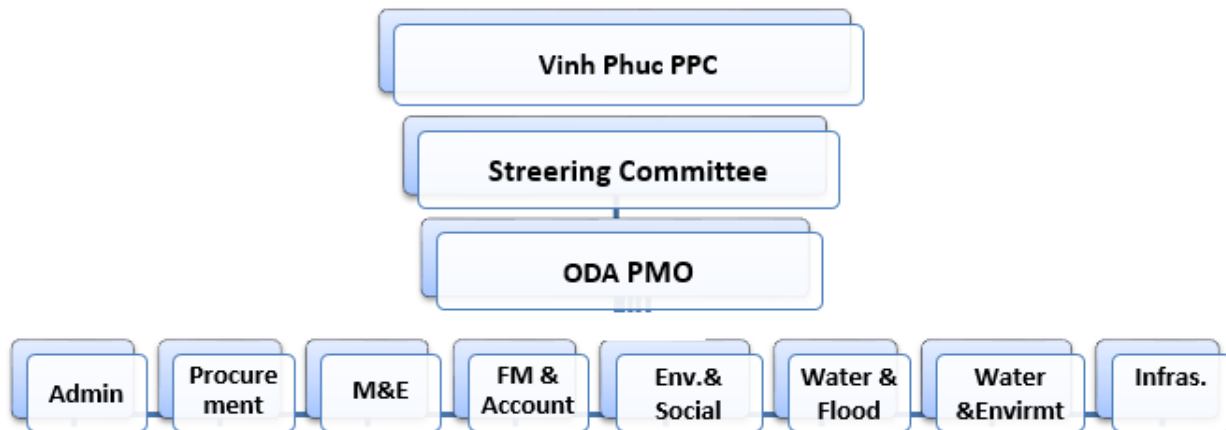 Vinh Phuc PPC
Streering Committee
ODA PMO
Admin
Procure
ment
M&E
FM &
Account
Env.&
Social
Water &
Flood
Water
&Envirmt
Infras.